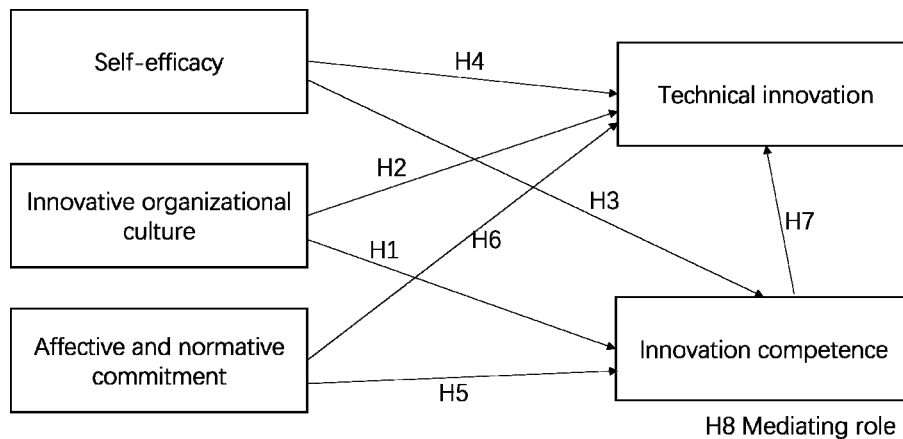 Self-efficacy
H4
Technical innovation
H2
Innovative organizational
culture
H3
H7
H1
H6
Affective and normative
commitment
Innovation competence
H5
H8 Mediating role